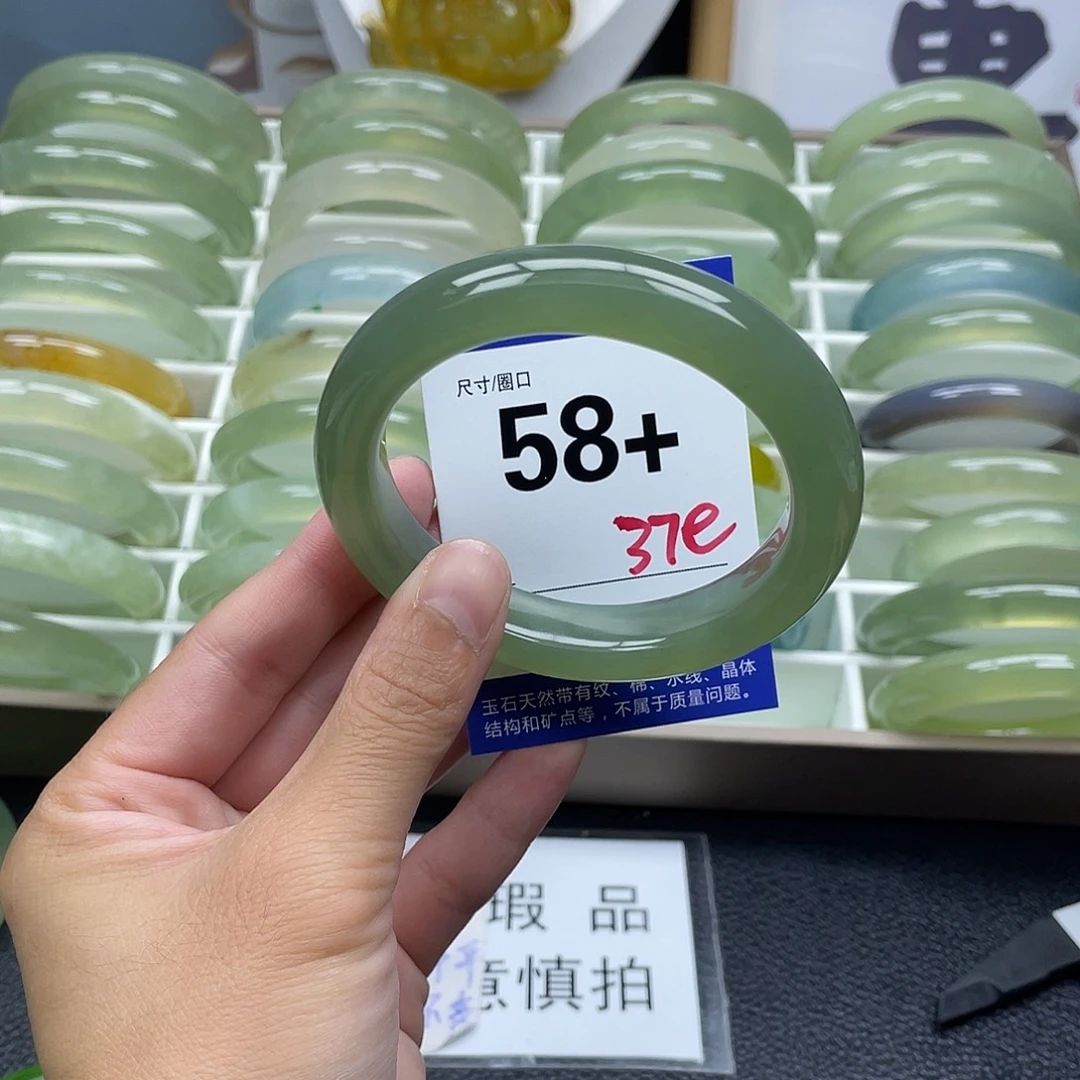 尺寸/圈口
58+
37e
玉石天然带有纹、棉、水线、晶体
结构和矿点等，不属于质量问题。
瑕 品
意慎拍